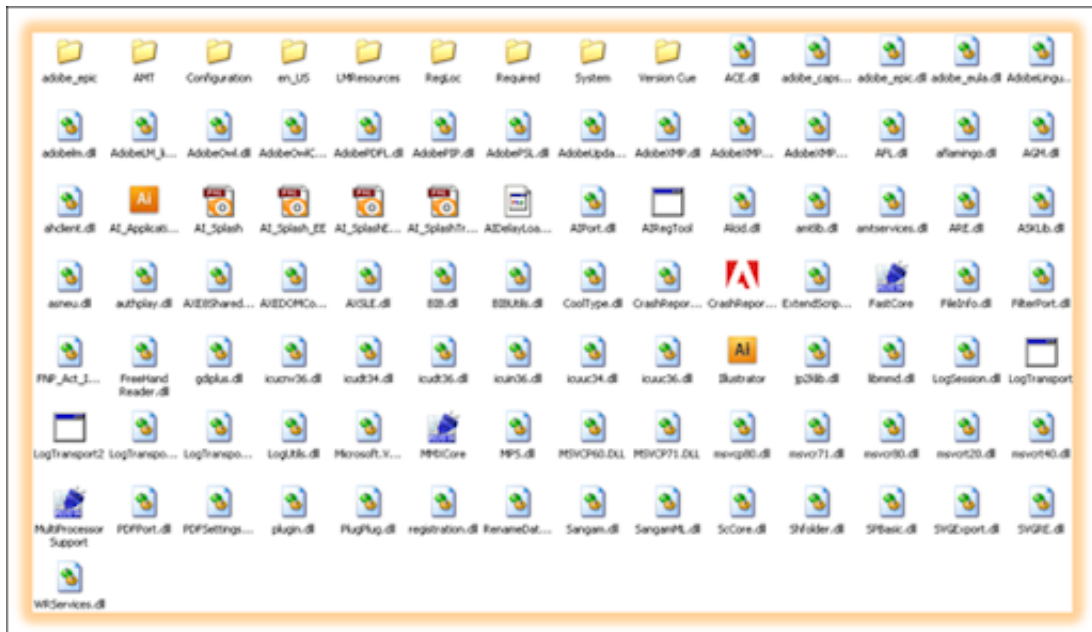 adobe_epic AMT Configuration en_US LMResources RegLoc Required System Version Cue ACE.dll adobe_caps... adobe_epic.dll adobe_eula.dll AdobeLingu...
adobelm.dll AdobeLM_li... AdobeOwl.dll AdobeOwlC... AdobePDFL.dll AdobePIP.dll AdobePSL.dll AdobeUpda... AdobeXMP.dll AdobeXMP... AdobeXMP... AFL.dll aflamingo.dll AGM.dll
ahclient.dll AI_Applicati... AI_Splash AI_Splash_EE AI_SplashE... AI_SplashTr... AIDelayLoa... AIPort.dll AIRegTool Alcid.dll amtlib.dll amtservices.dll ARE.dll ASKLib.dll
asneu.dll authplay.dll AXE8Shared... AXEDOMCo... AXSLE.dll BIB.dll BIBUtils.dll CoolType.dll CrashRepor... CrashRepor... ExtendScrip... FastCore FileInfo.dll FilterPort.dll
FNP_Act_I... FreeHand gdiplus.dll icucnv36.dll icudt34.dll icudt36.dll icuin36.dll icuuc34.dll icuuc36.dll Illustrator jp2klib.dll libmmd.dll LogSession.dll LogTransport
Reader.dll
LogTransport2 LogTranspo... LogTranspo... LogUtils.dll Microsoft.V... MMXCore MPS.dll MSVCP60.DLL MSVCP71.DLL msvcp80.dll msvcr71.dll msvcr80.dll msvcrt20.dll msvcrt40.dll
MultiProcessor PDFPort.dll PDFSettings... plugin.dll PlugPlug.dll registration.dll RenameDat... Sangam.dll SangamML.dll ScCore.dll Shfolder.dll SPBasic.dll SVGExport.dll SVGRE.dll
Support
WRServices.dll